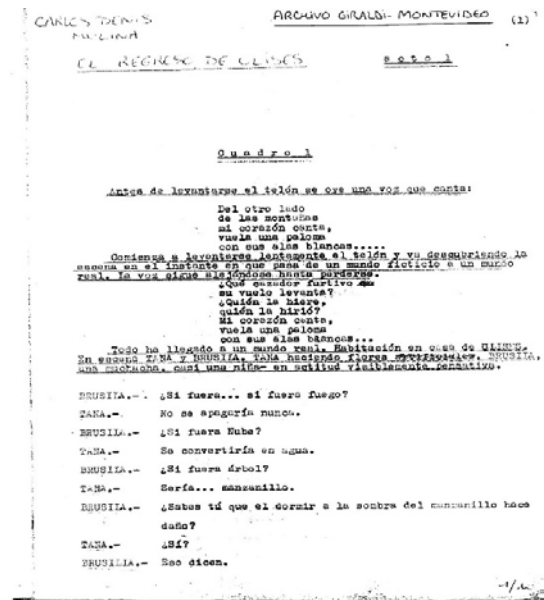 CARLOS DENIS
MOLINA
ARCHIVO GIRALDI - MONTEVIDEO (1)
EL REGRESO DE ULISES
acto 1
Cuadro 1
Antes de levantarse el telón se oye una voz que canta:
Del otro lado
de las montañas
mi corazón canta,
vuela una paloma
con sus alas blancas.....
Comienza a levantarse lentamente el telón y va descubriendo la
escena en el instante en que pasa de un mundo ficticio a un mundo
real. La voz sigue alejándose hasta perderse.
¿Qué cazador furtivo
su vuelo levanta?
¿Quién la hiere,
quién la hirió?
Mi corazón canta,
vuela una paloma
con sus alas blancas...
Todo ha llegado a un mundo real. Habitación en casa de ULISES.
En escena TANA y BRUSILA. TANA haciendo flores artificiales. BRUSILA,
una muchacha, casi una niña- en actitud visiblemente pensativa.
BRUSILA.-. ¿Si fuera... si fuera fuego?
TANA.-. No se apagaría nunca.
BRUSILA.- ¿Si fuera Nube?
TANA.- Se convertiría en agua.
BRUSILA.- ¿Si fuera árbol?
TANA.- Sería... manzanillo.
BRUSILA.- ¿Sabes tú que el dormir a la sombra del manzanillo hace
daño?
TANA.- ¿Sí?
BRUSILIA.- Eso dicen.